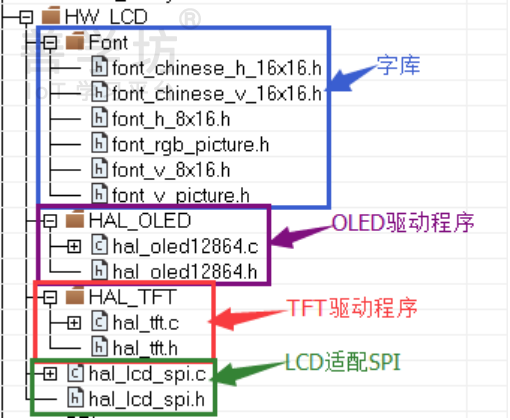 HW_LCD
Font
font_chinese_h_16x16.h
font_chinese_v_16x16.h
字库
font_h_8x16.h
font_rgb_picture.h
font_v_8x16.h
font_v_picture.h
HAL_OLED
OLED驱动程序
hal_oled12864.c
hal_oled12864.h
HAL_TFT
TFT驱动程序
hal_tft.c
hal_tft.h
LCD适配SPI
hal_lcd_spi.c
hal_lcd_spi.h